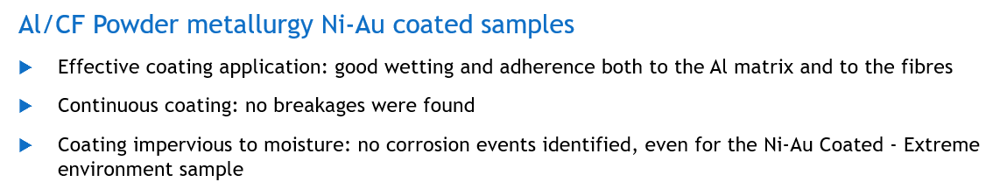 Al/CF Powder metallurgy Ni-Au coated samples
Effective coating application: good wetting and adherence both to the Al matrix and to the fibres
Continuous coating: no breakages were found
Coating impervious to moisture: no corrosion events identified, even for the Ni-Au Coated - Extreme
environment sample